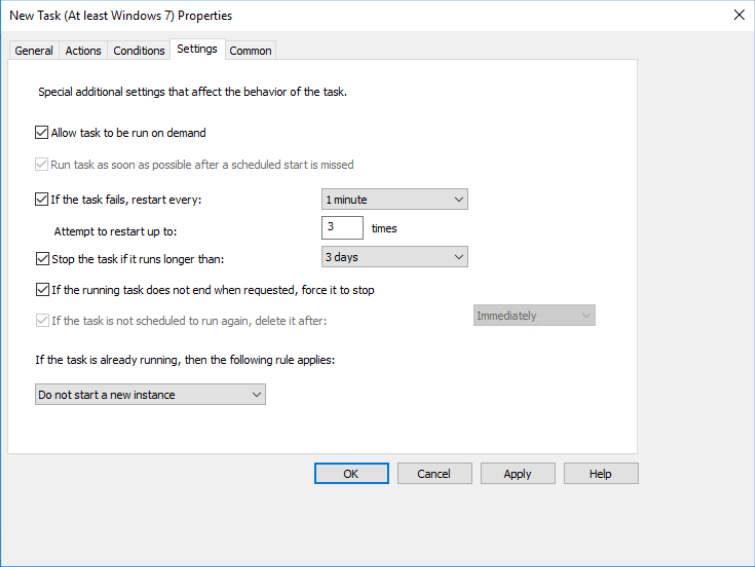 New Task (At least Windows 7) Properties
General Actions Conditions Settings Common
Special additional settings that affect the behavior of the task.
Allow task to be run on demand
Run task as soon as possible after a scheduled start is missed
If the task fails, restart every: 1 minute
Attempt to restart up to: 3 times
Stop the task if it runs longer than: 3 days
If the running task does not end when requested, force it to stop
If the task is not scheduled to run again, delete it after: Immediately
If the task is already running, then the following rule applies:
Do not start a new instance
OK Cancel Apply Help